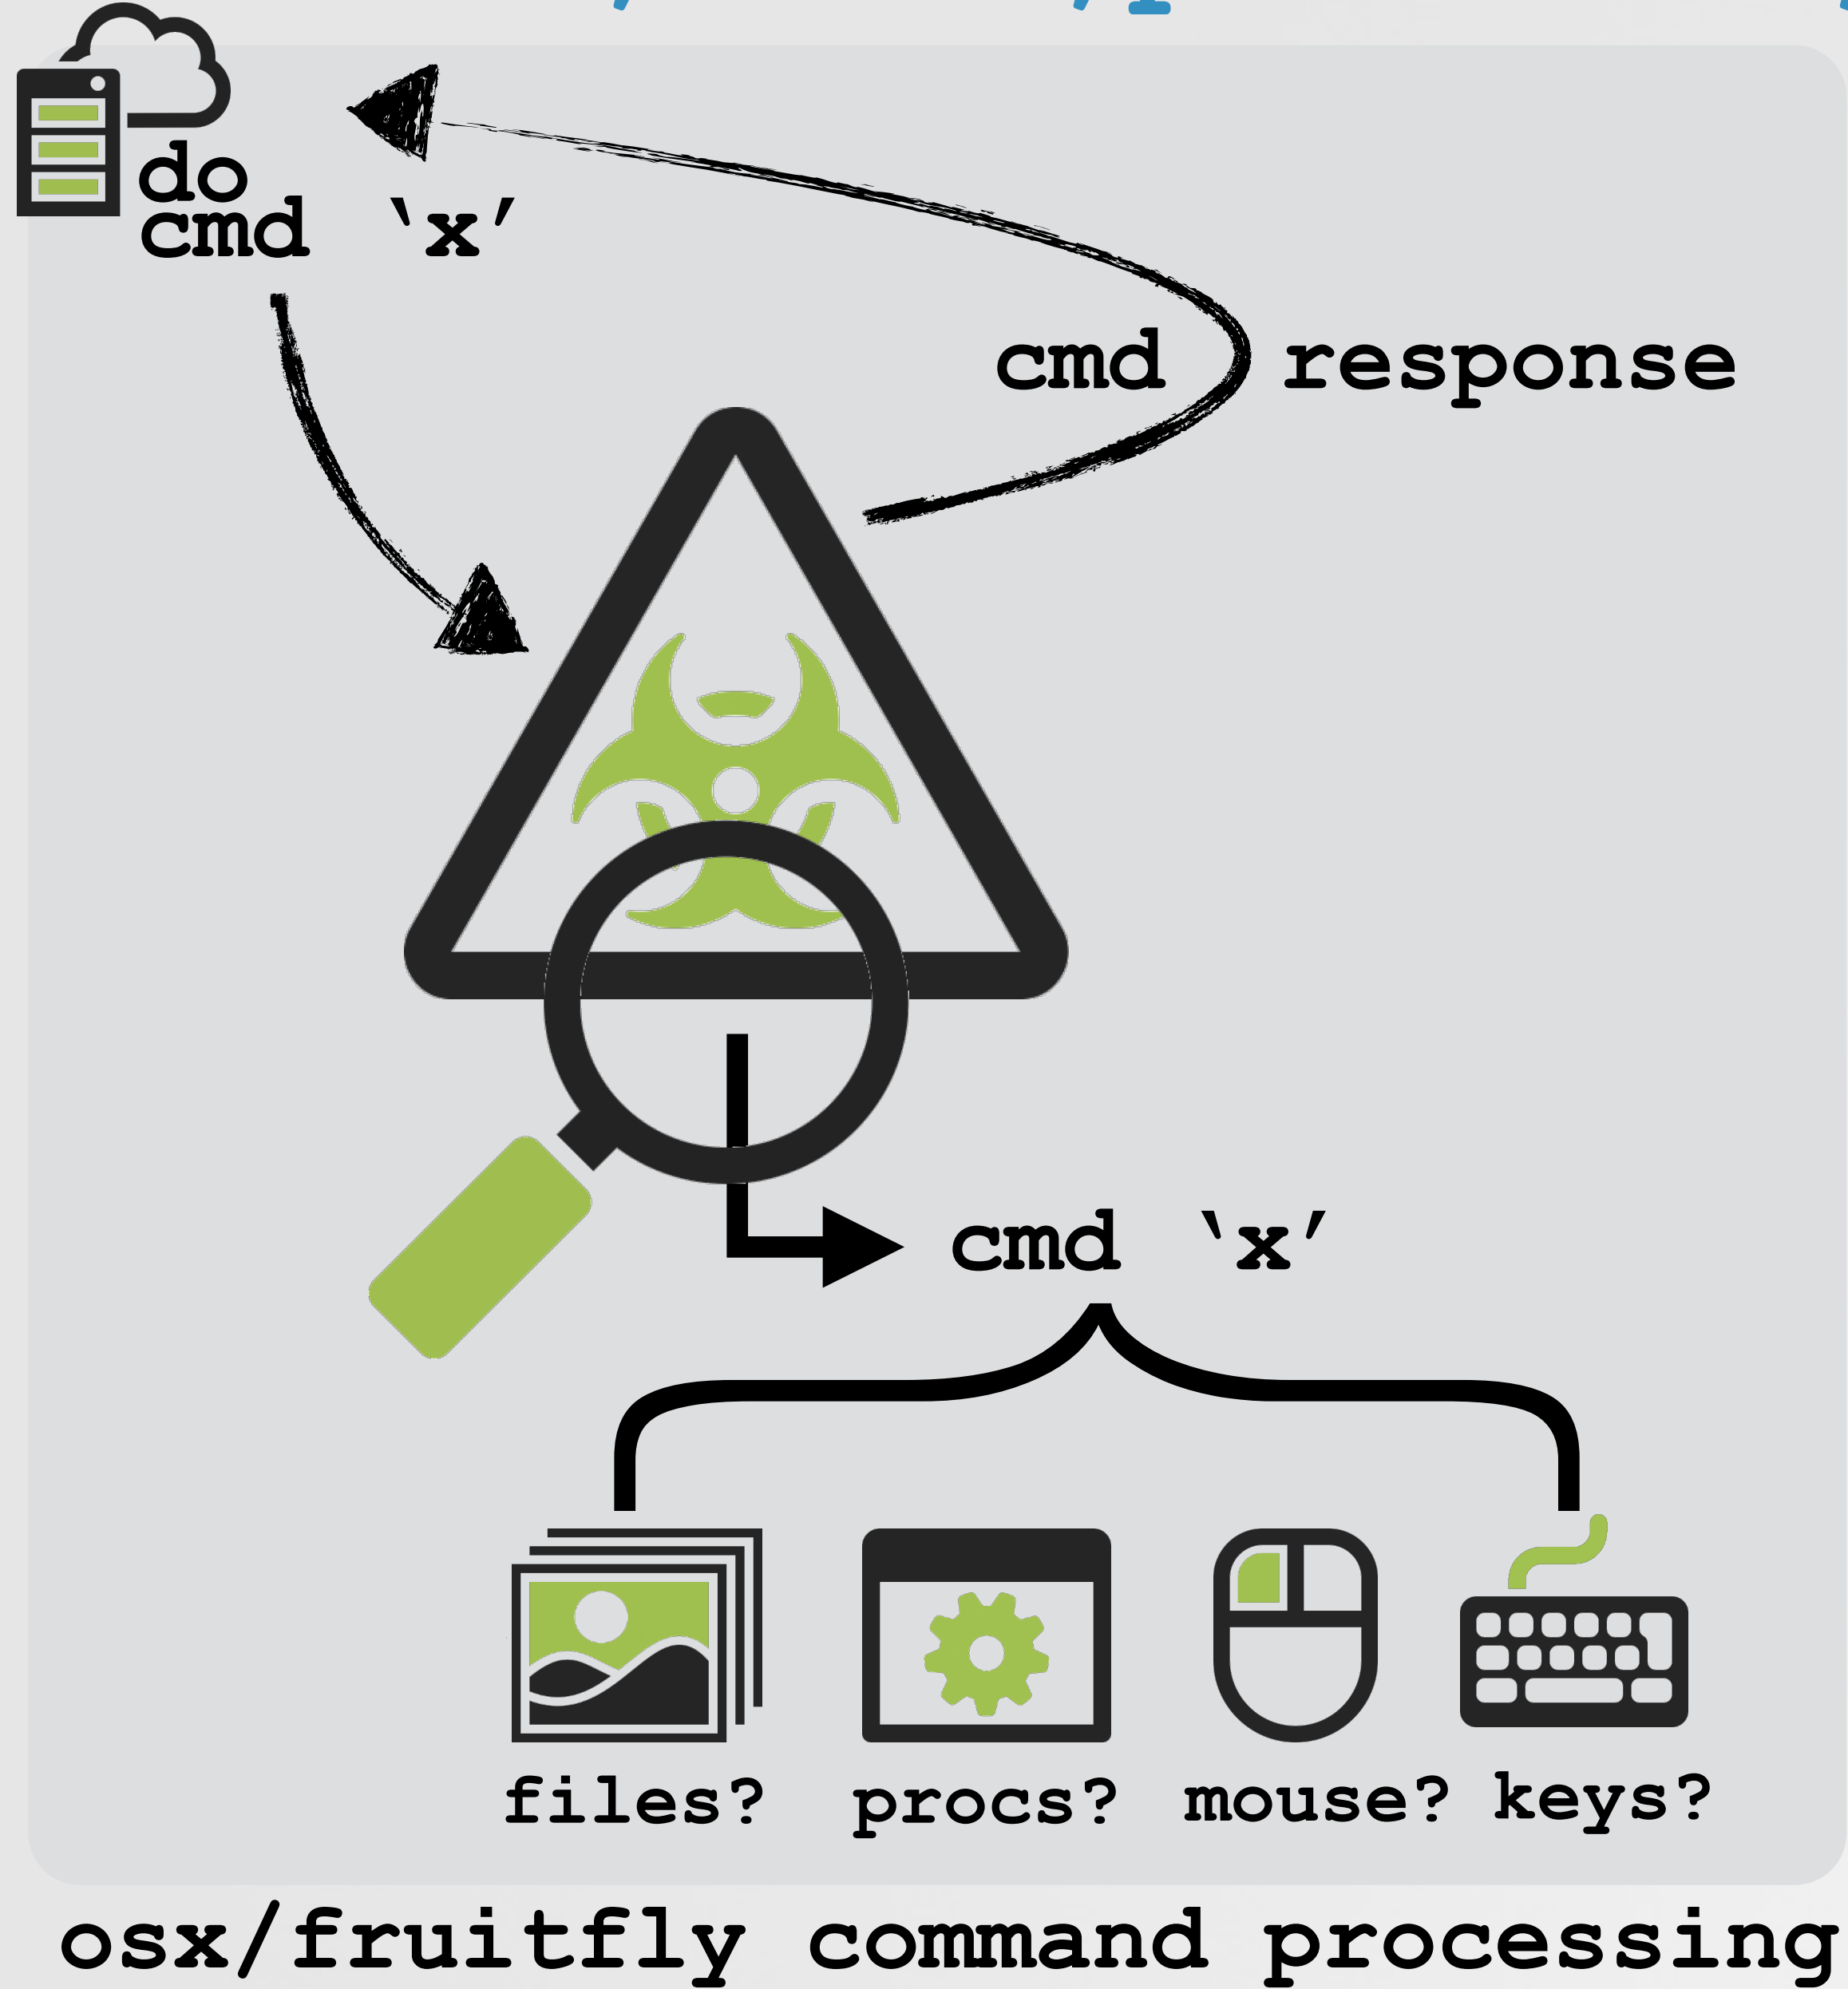 do
cmd ‘x’
cmd response
cmd ‘x’
files? procs? mouse? keys?
osx/fruitfly command processing